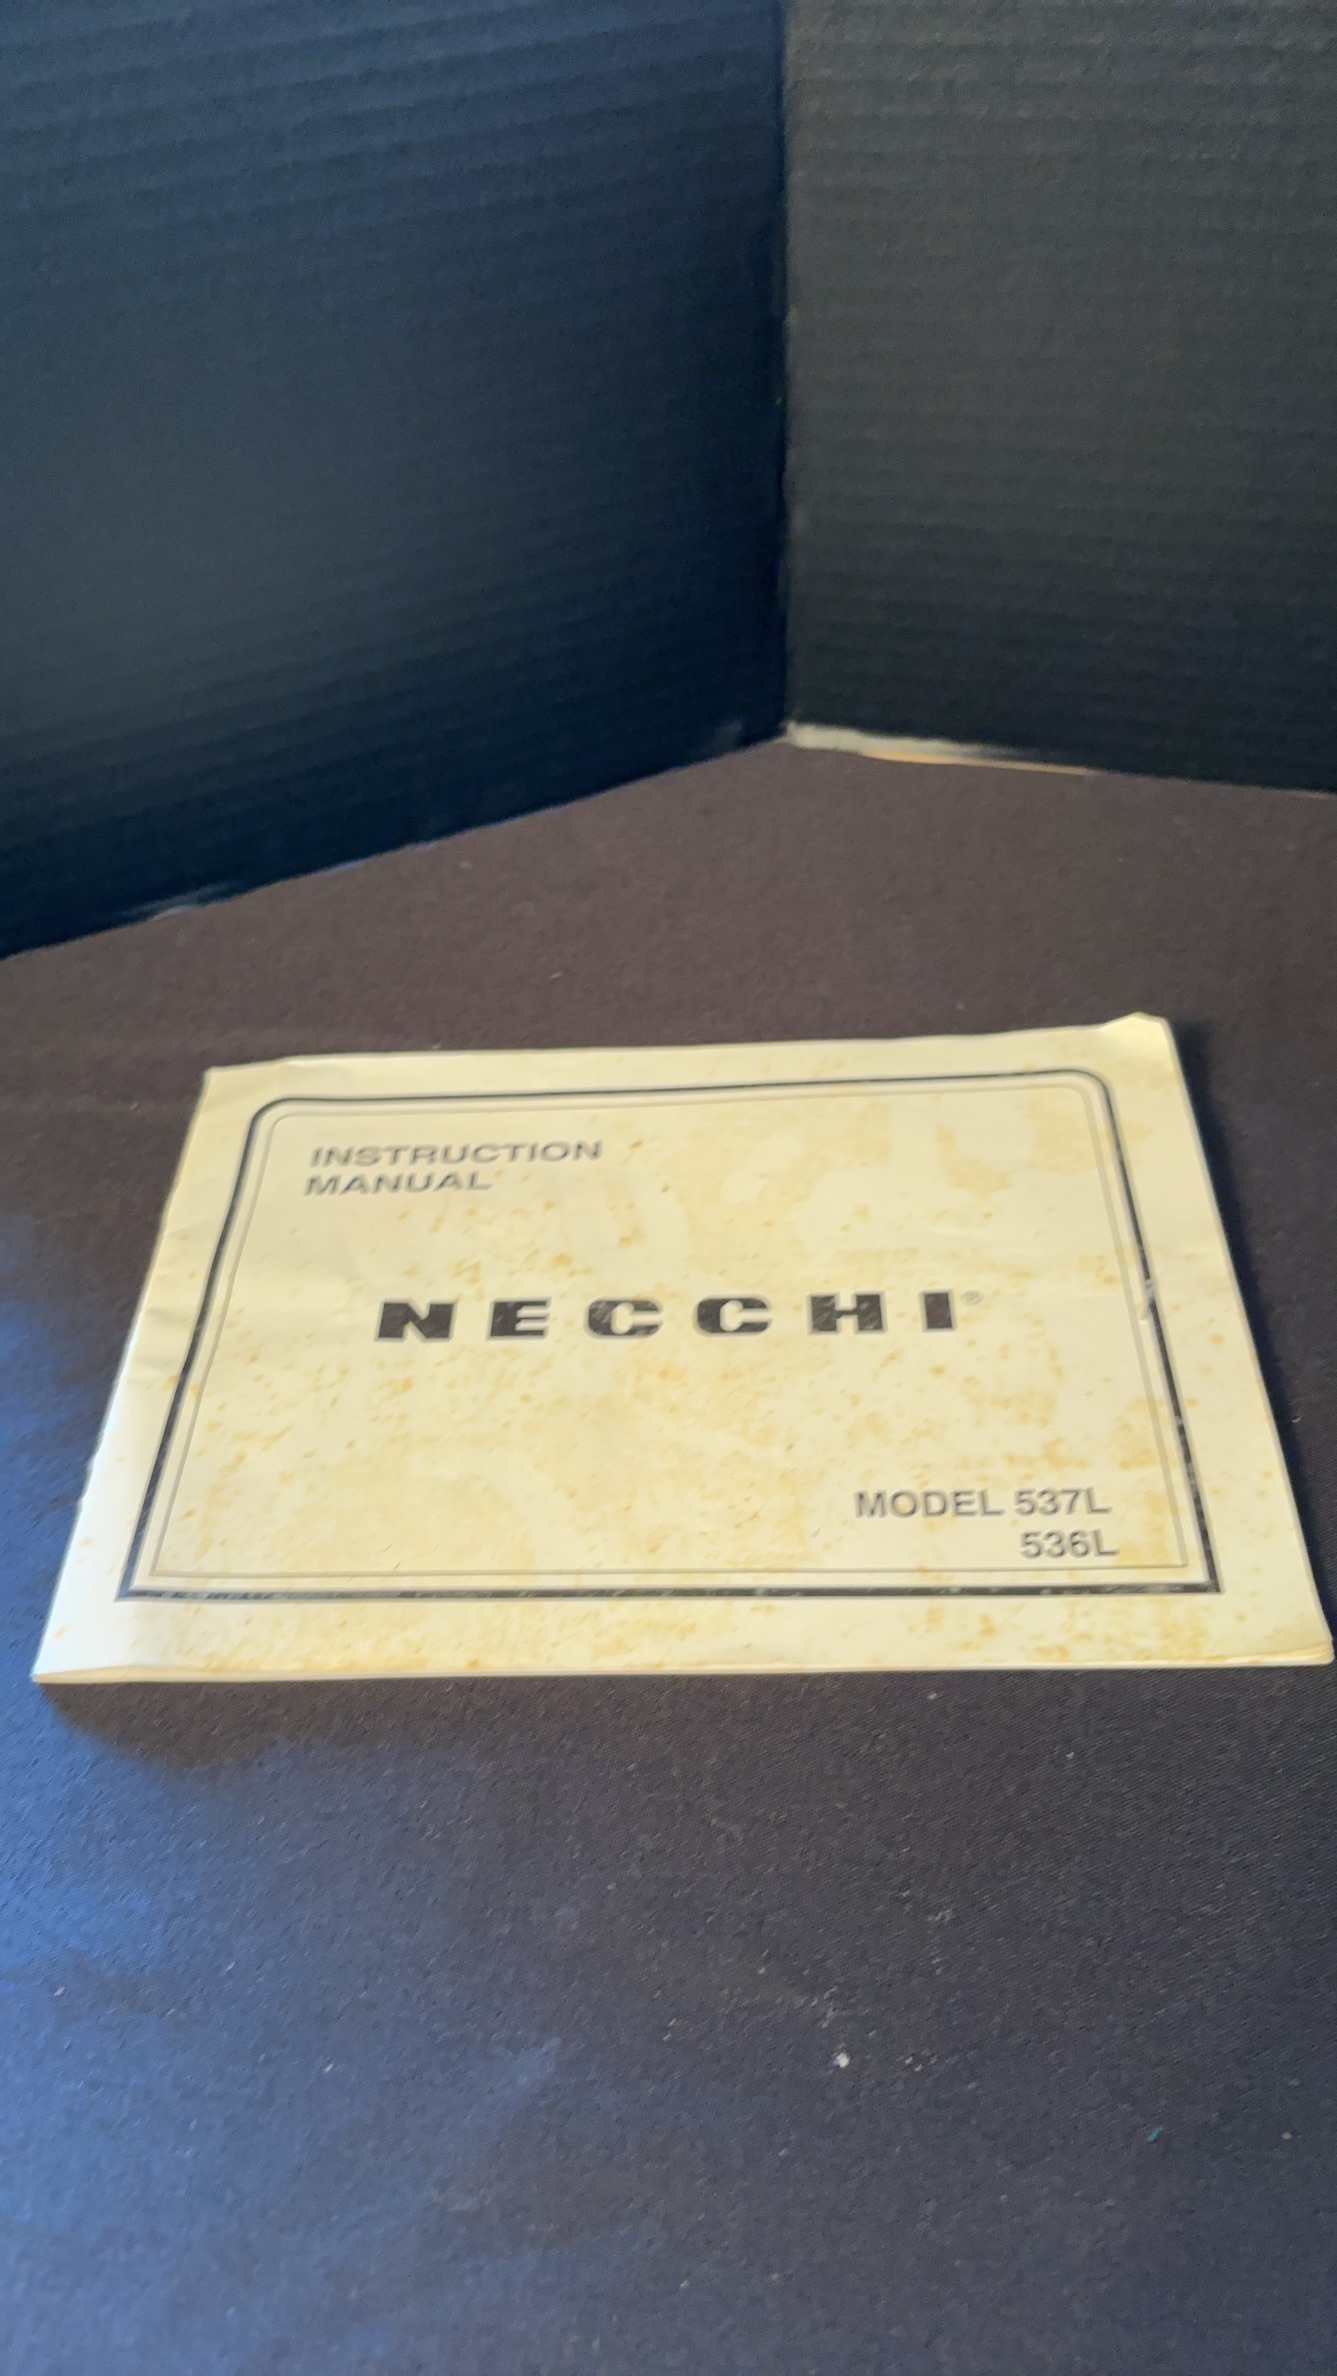 INSTRUCTION
MANUAL
NECCHI®
MODEL 537L
536L